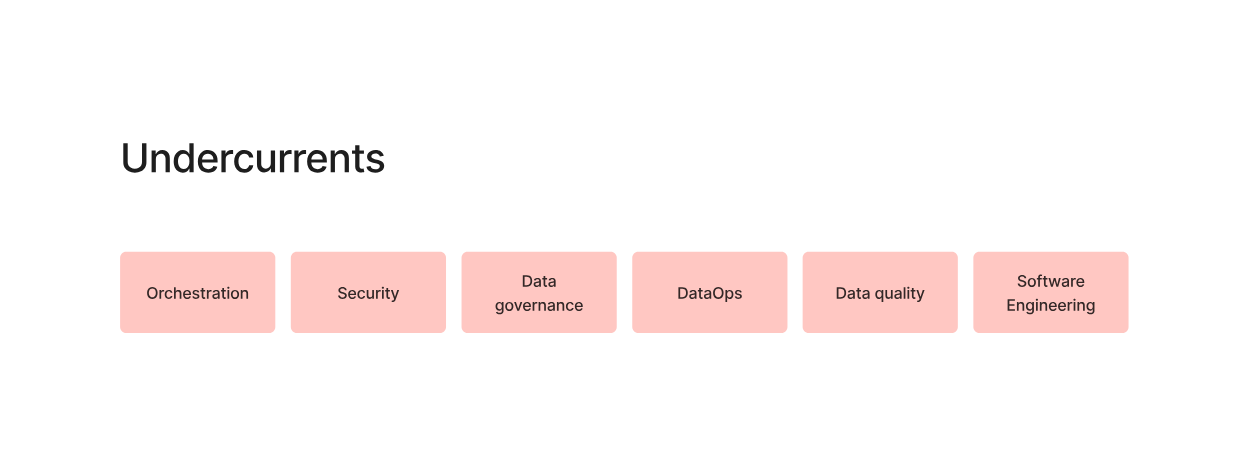 Undercurrents
Orchestration
Security
Data
governance
DataOps
Data quality
Software
Engineering